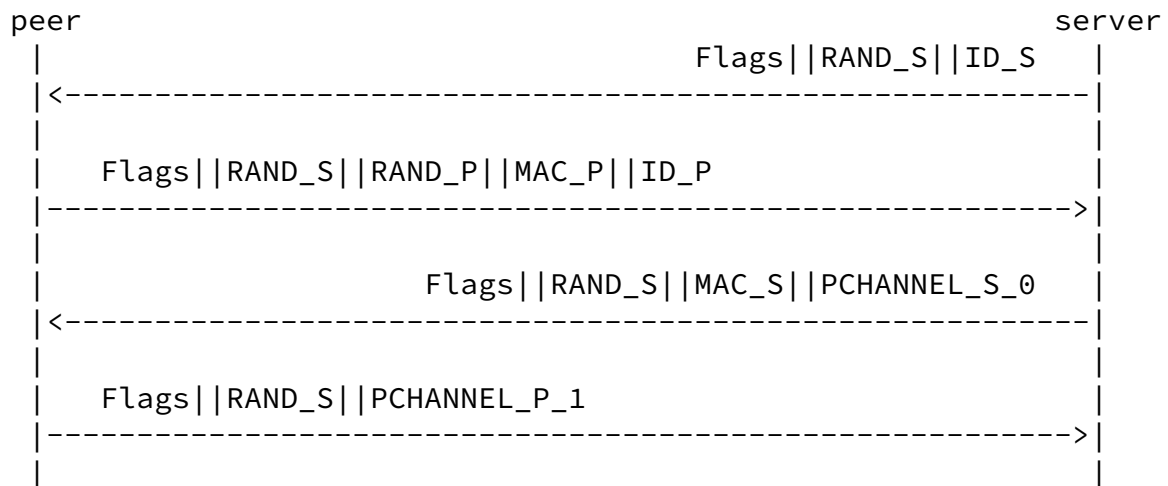 peer server
Flags||RAND_S||ID_S
Flags||RAND_S||RAND_P||MAC_P||ID_P
Flags||RAND_S||MAC_S||PCHANNEL_S_0
Flags||RAND_S||PCHANNEL_P_1